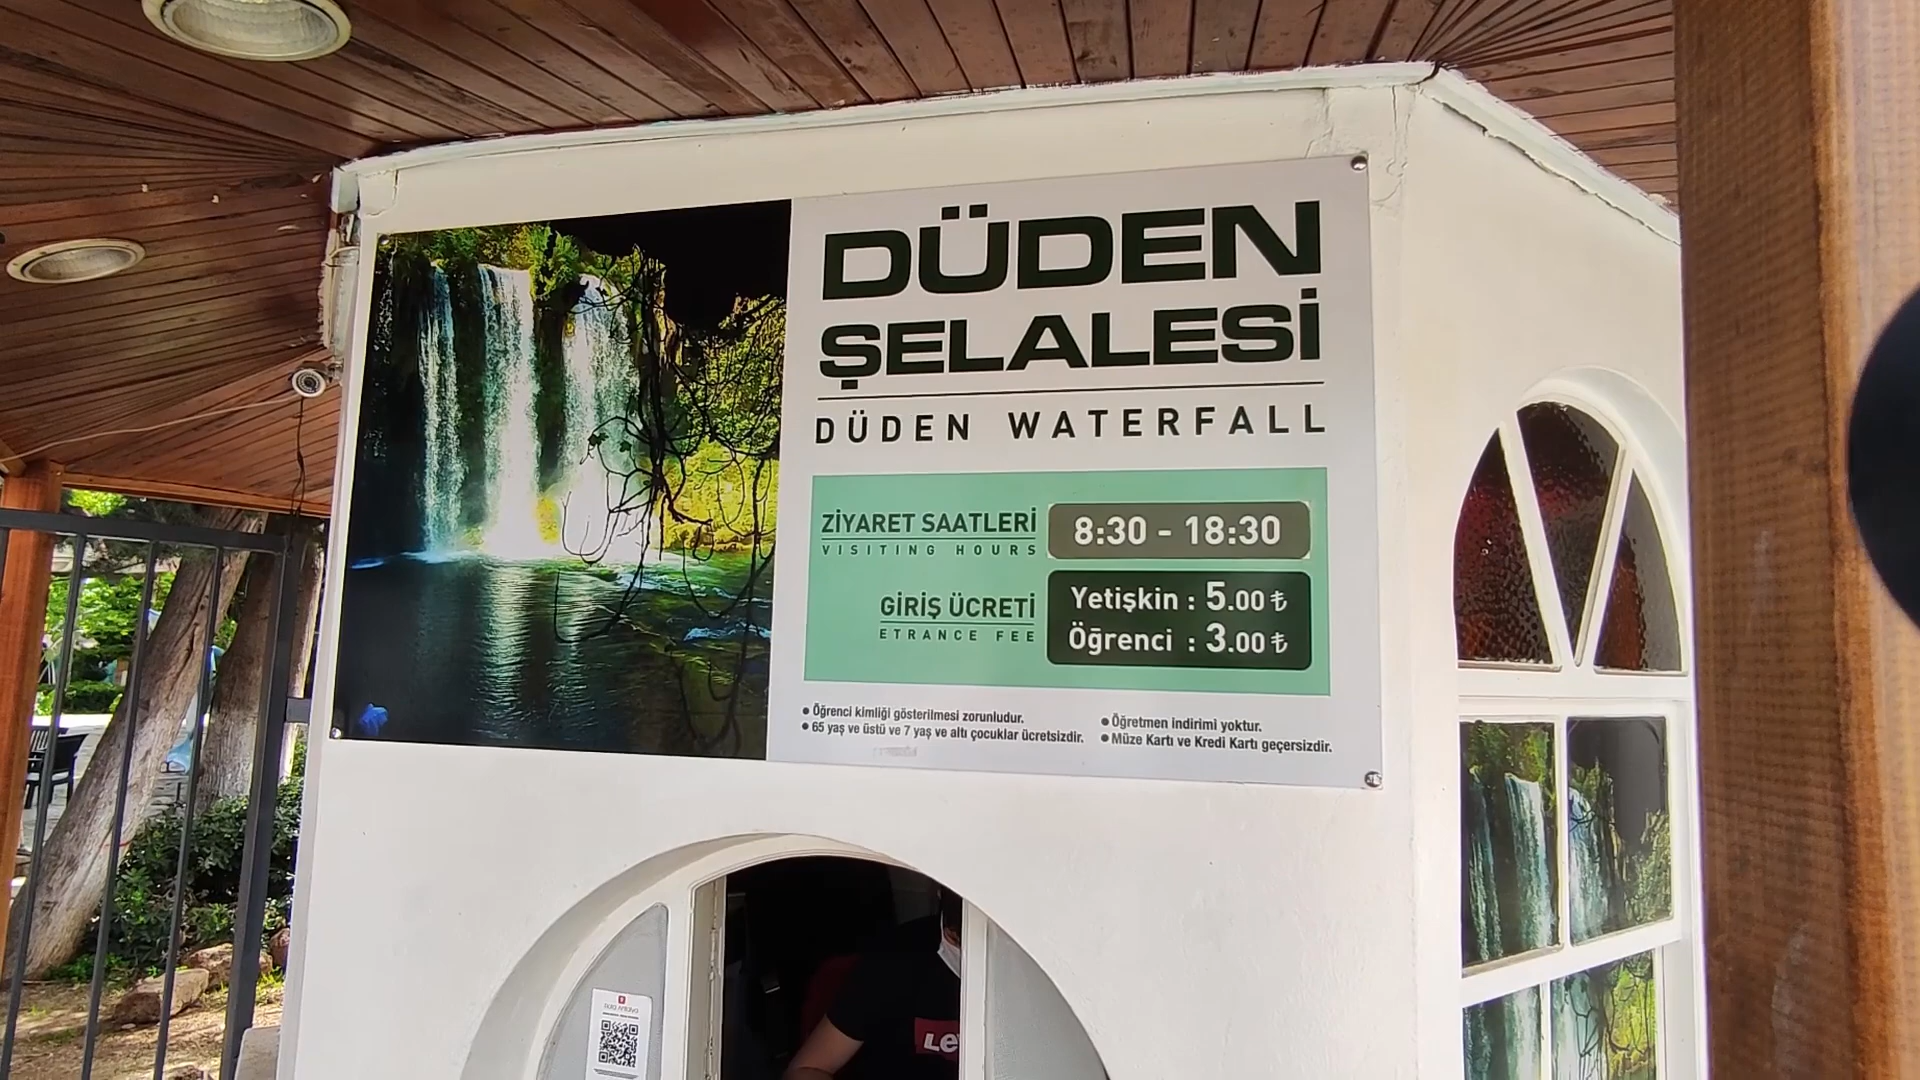 DÜDEN
ŞELALESİ
DÜDEN WATERFALL
ZİYARET SAATLERİ
VISITING HOURS
8:30 - 18:30
GİRİŞ ÜCRETİ
ETRANCE FEE
Yetişkin : 5.00 ₺
Öğrenci : 3.00 ₺
• Öğrenci kimliği gösterilmesi zorunludur.
• 65 yaş ve üstü ve 7 yaş ve altı çocuklar ücretsizdir.
• Öğretmen indirimi yoktur.
• Müze Kartı ve Kredi Kartı geçersizdir.